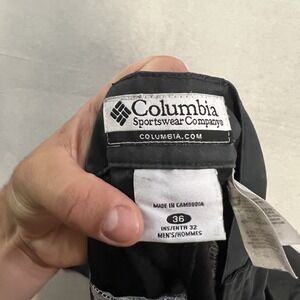 Columbia
Sportswear Company®
COLUMBIA.COM
MADE IN CAMBODIA
36
INS/ENTR 32
MEN'S/HOMMES